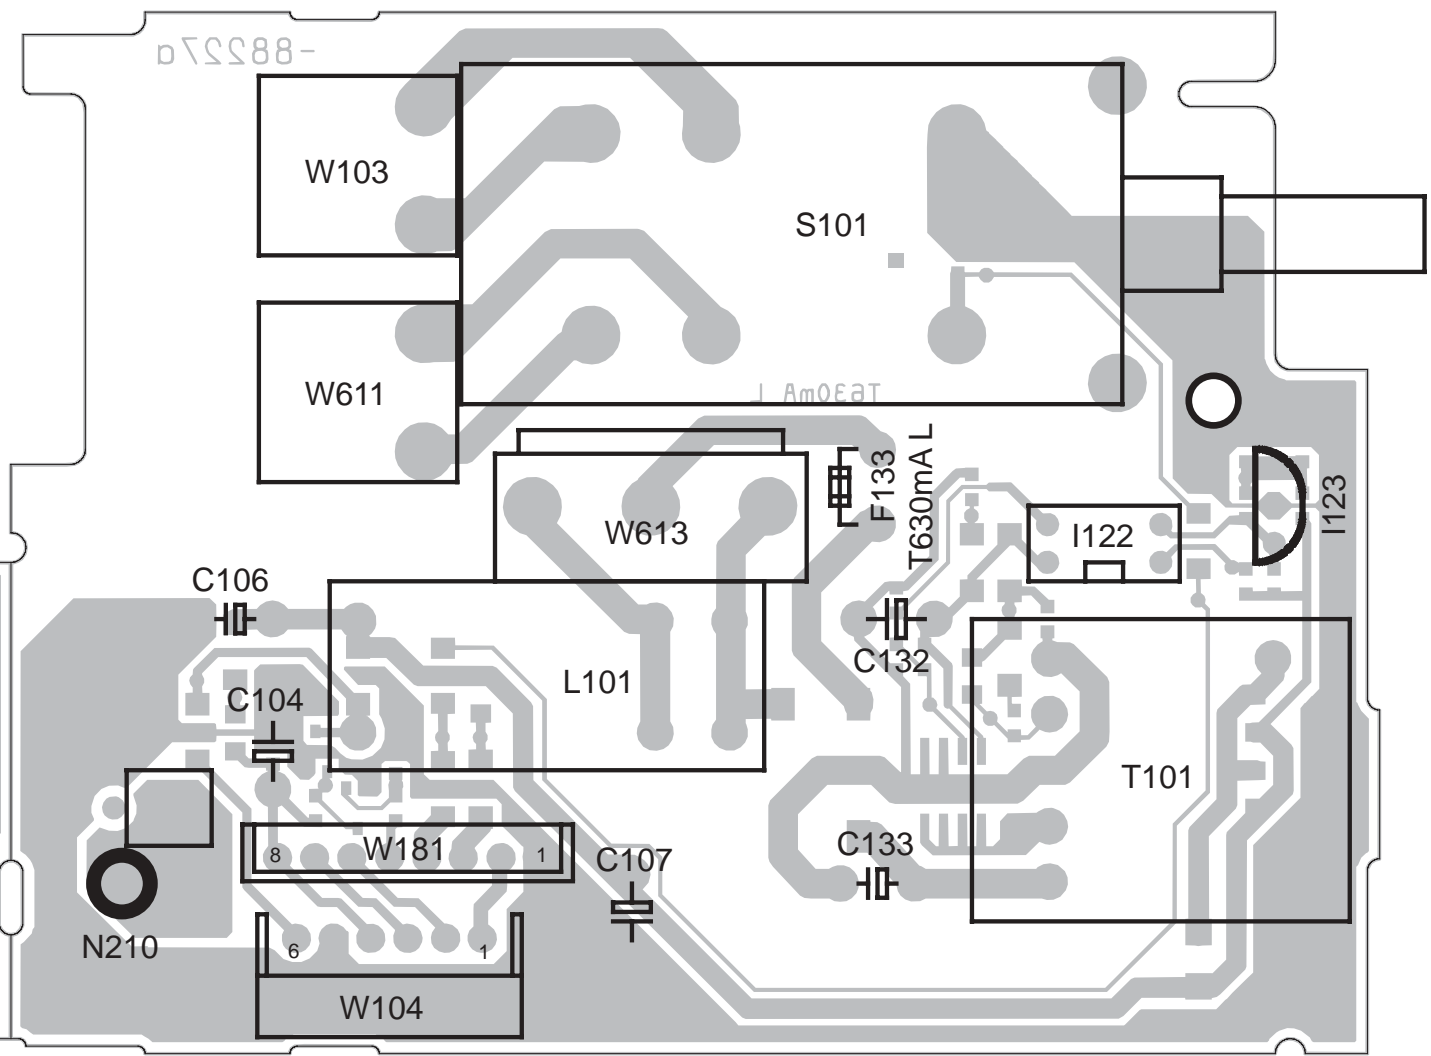 -88227a
W103
S101
W611
T630mA L
F133
T630mA L
W613
I122
I123
C106
C132
L101
C104
T101
W181
8
1
C107
C133
N210
6
1
W104